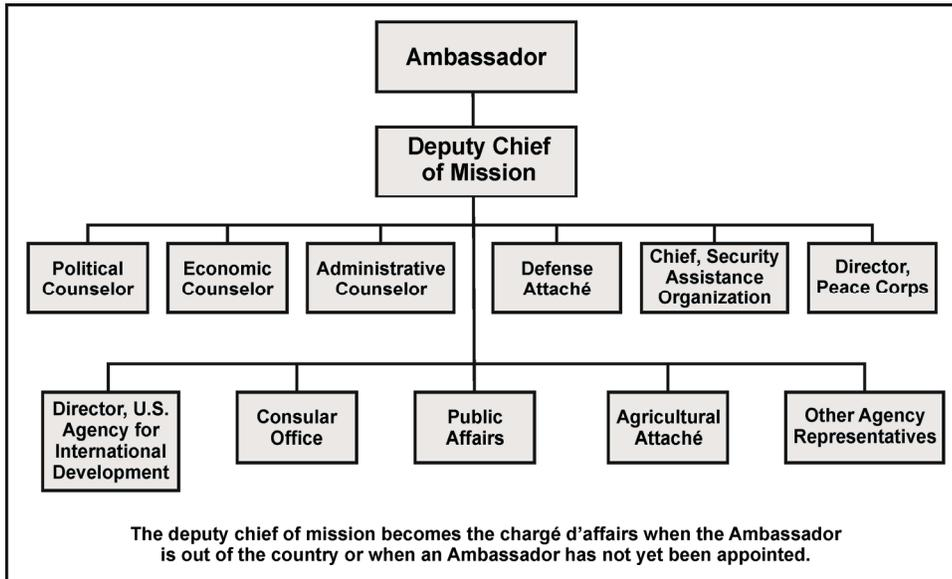 Ambassador
Deputy Chief
of Mission
Political
Counselor
Economic
Counselor
Administrative
Counselor
Defense
Attaché
Chief, Security
Assistance
Organization
Director,
Peace Corps
Director, U.S.
Agency for
International
Development
Consular
Office
Public
Affairs
Agricultural
Attaché
Other Agency
Representatives
The deputy chief of mission becomes the chargé d’affairs when the Ambassador
is out of the country or when an Ambassador has not yet been appointed.